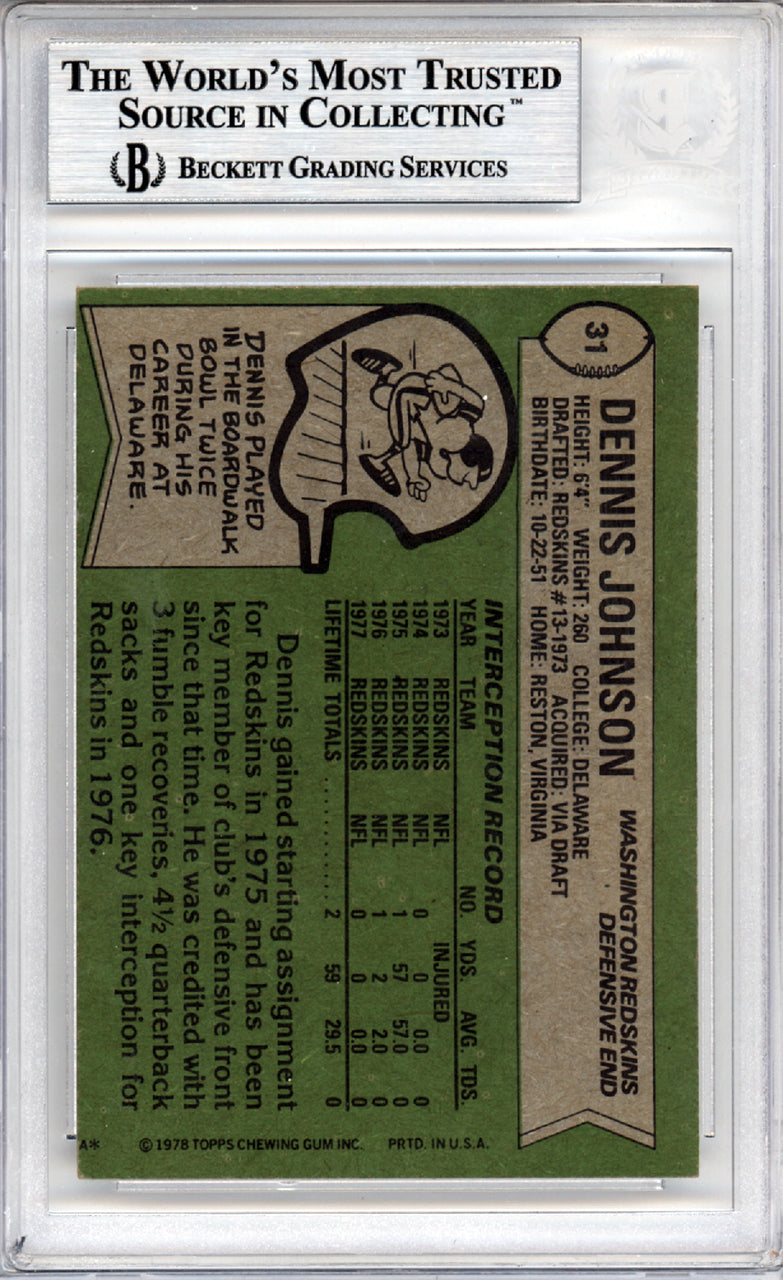 THE WORLD'S MOST TRUSTED
SOURCE IN COLLECTING™
B BECKETT GRADING SERVICES
31
DENNIS JOHNSON
WASHINGTON REDSKINS
DEFENSIVE END
HEIGHT: 6'4" WEIGHT: 260 COLLEGE: DELAWARE
DRAFTED: REDSKINS #13-1973 ACQUIRED: VIA DRAFT
BIRTHDATE: 10-22-51 HOME: RESTON, VIRGINIA
DENNIS PLAYED
IN THE BOARDWALK
BOWL TWICE
DURING HIS
CAREER AT
DELAWARE.
INTERCEPTION RECORD
YEAR TEAM NO. YDS. AVG. TDS.
1973 REDSKINS NFL INJURED
1974 REDSKINS NFL 0 0 0.0 0
1975 REDSKINS NFL 1 57 57.0 0
1976 REDSKINS NFL 1 2 2.0 0
1977 REDSKINS NFL 0 0 0.0 0
LIFETIME TOTALS ............ 2 59 29.5 0
Dennis gained starting assignment
for Redskins in 1975 and has been
key member of club's defensive front
since that time. He was credited with
3 fumble recoveries, 4½ quarterback
sacks and one key interception for
Redskins in 1976.
A* © 1978 TOPPS CHEWING GUM INC. PRTD. IN U.S.A.